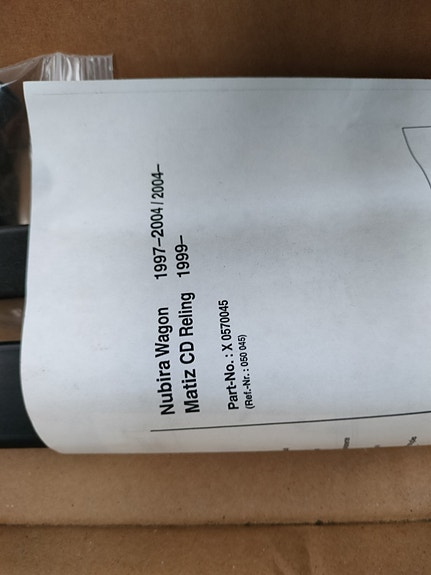 Nubira Wagon 1997–2004 / 2004–
Matiz CD Reling 1999–
Part-No. : X 0570045
(Ref.-Nr. : 050 045)